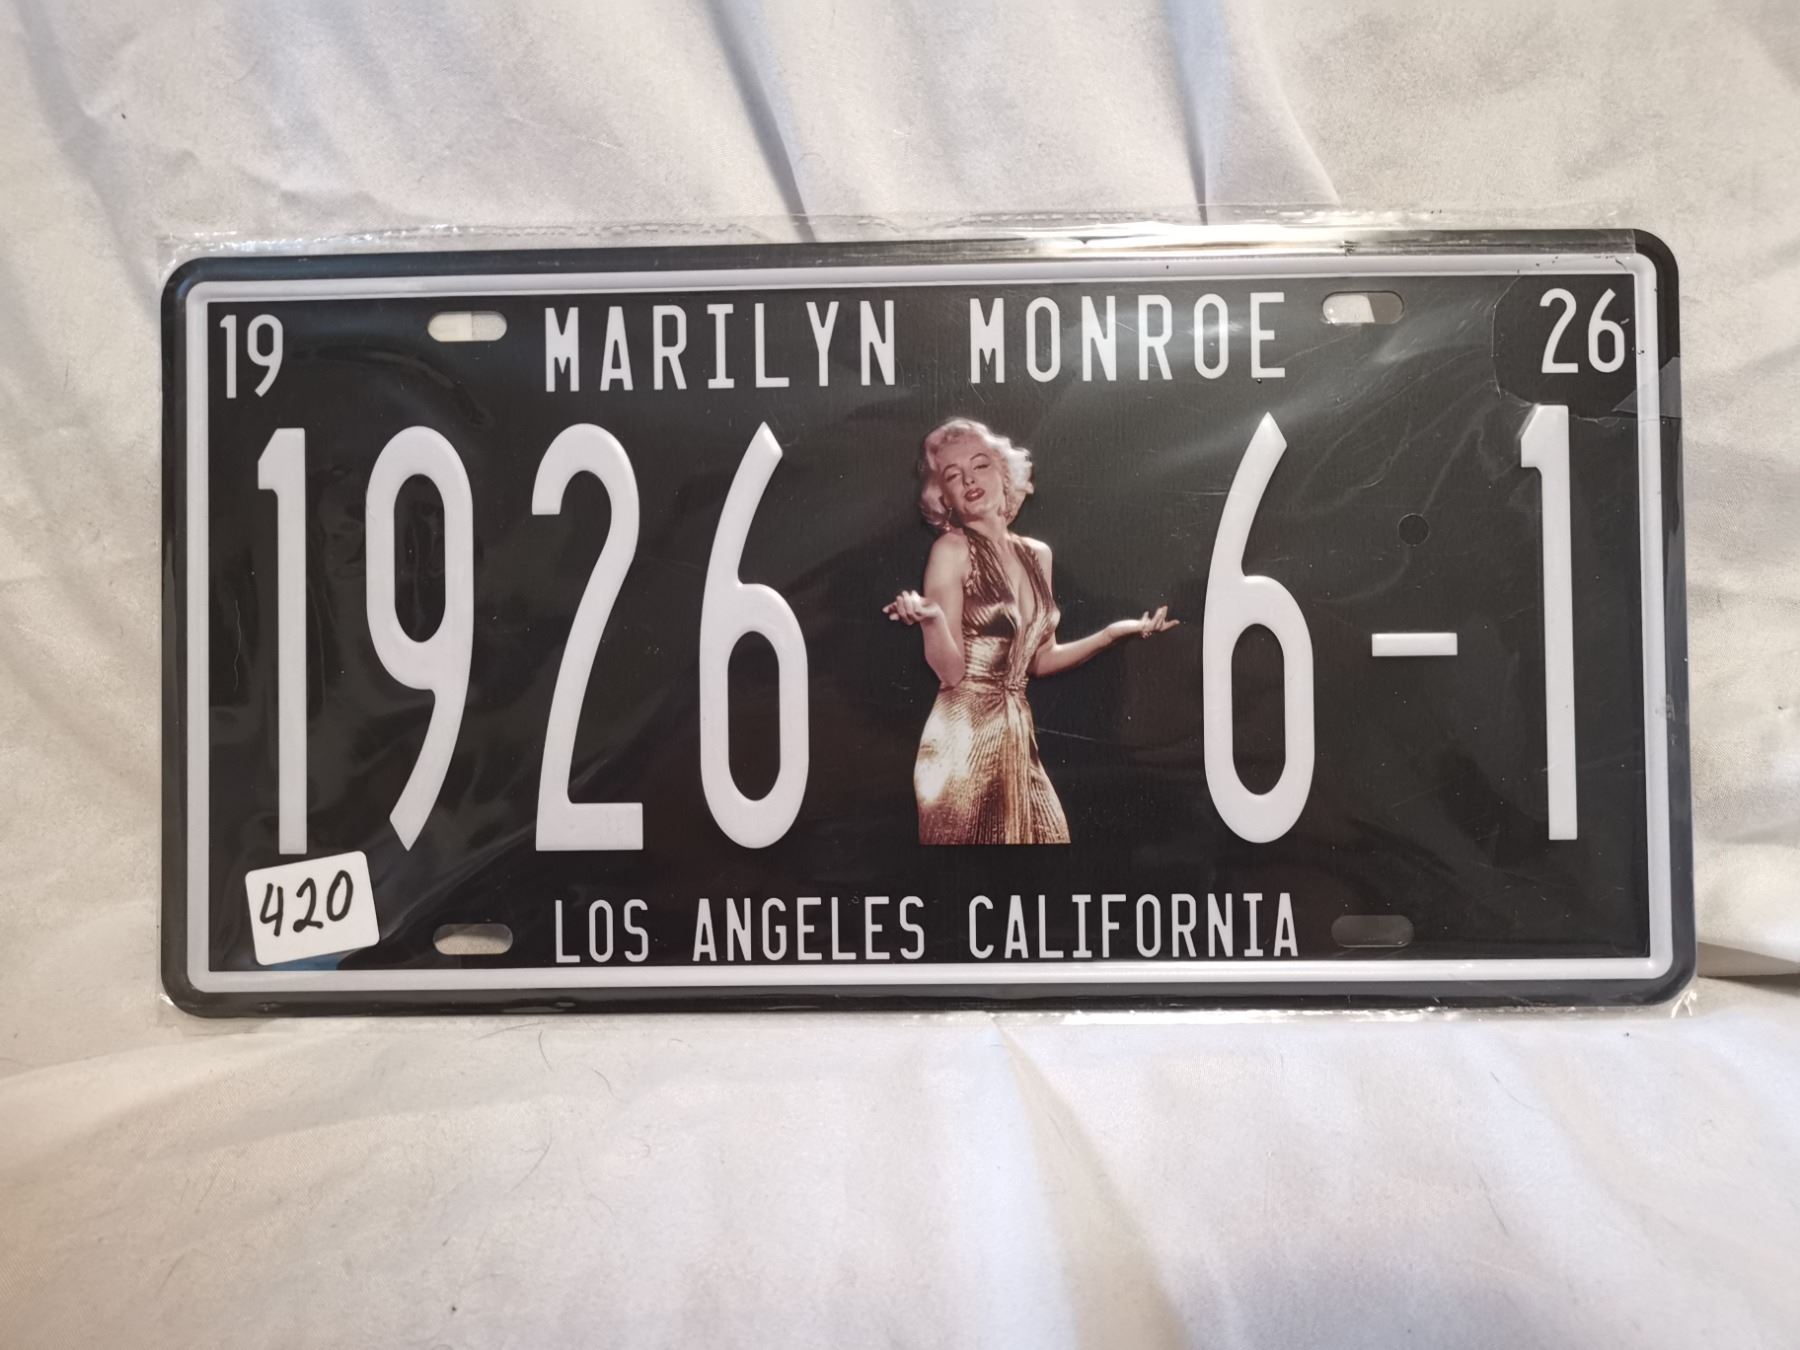 19 MARILYN MONROE 26
1926 6-1
420
LOS ANGELES CALIFORNIA